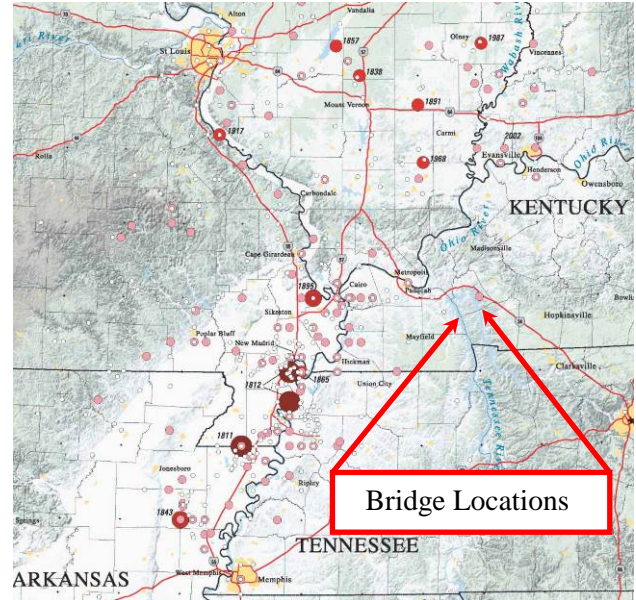 Alton
Vandalia
St Louis
1857
Olney
1987
Vincennes
Wabash River
1838
Mount Vernon
1891
Carmi
1917
Rolla
2002
Evansville
Ohio River
Henderson
Owensboro
1968
Carbondale
KENTUCKY
Ohio River
Madisonville
Cape Girardeau
Metropolis
Paducah
1895
Cairo
Sikeston
Hopkinsville
Poplar Bluff
New Madrid
Mayfield
Hickman
Clarksville
1812
1865
Union City
1811
Jonesboro
Ripley
Bridge Locations
1843
Springs
TENNESSEE
West Memphis
Memphis
ARKANSAS